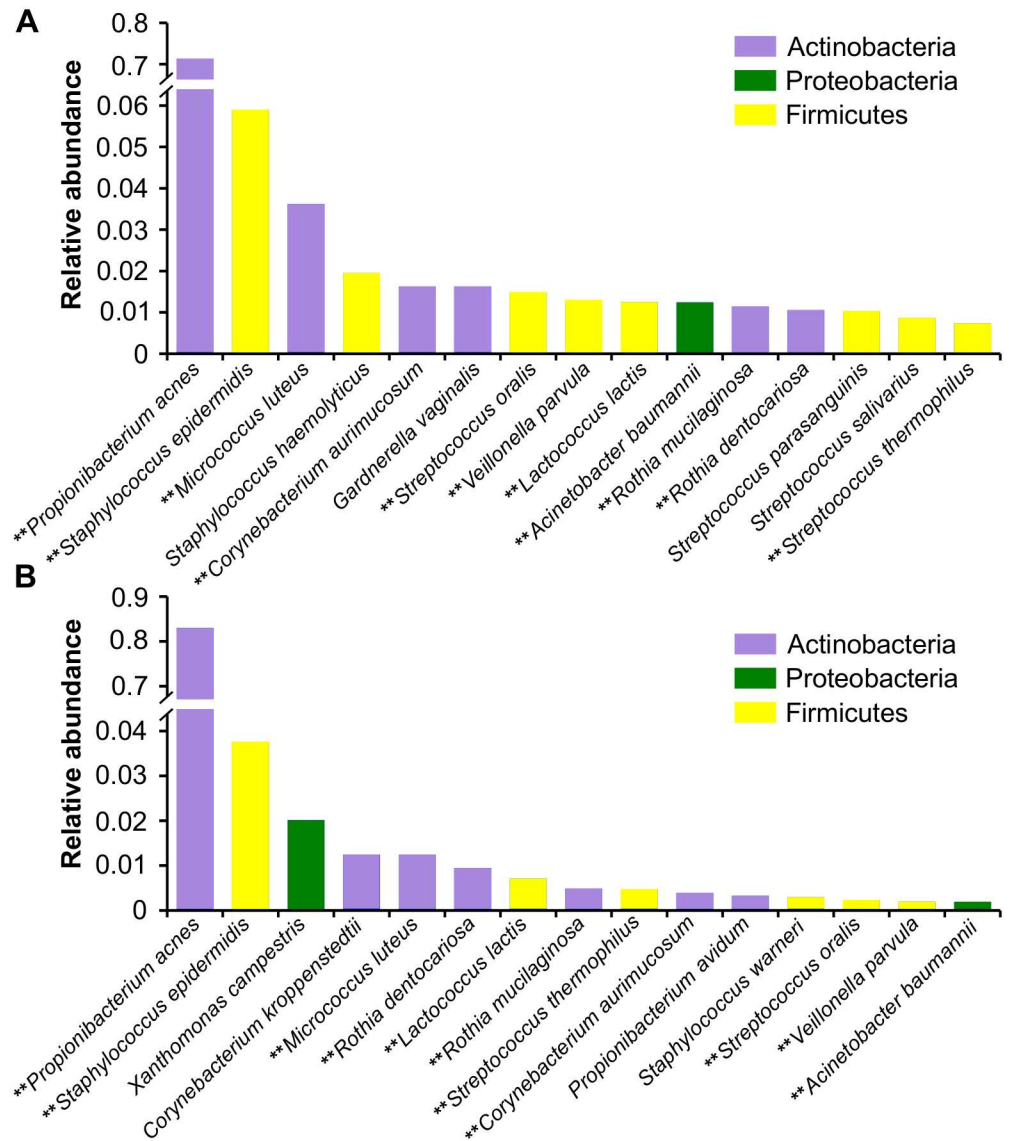 A
Relative abundance
0.8
0.7
0.06
0.05
0.04
0.03
0.02
0.01
0
Actinobacteria
Proteobacteria
Firmicutes
**Propionibacterium acnes
**Staphylococcus epidermidis
**Micrococcus luteus
Staphylococcus haemolyticus
**Corynebacterium aurimucosum
Gardnerella vaginalis
**Streptococcus oralis
**Veillonella parvula
**Lactococcus lactis
**Acinetobacter baumannii
**Rothia mucilaginosa
**Rothia dentocariosa
Streptococcus parasanguinis
Streptococcus salivarius
**Streptococcus thermophilus
B
Relative abundance
0.9
0.8
0.7
0.04
0.03
0.02
0.01
0
Actinobacteria
Proteobacteria
Firmicutes
**Propionibacterium acnes
**Staphylococcus epidermidis
Xanthomonas campestris
Corynebacterium kroppenstedtii
**Micrococcus luteus
**Rothia dentocariosa
**Lactococcus lactis
**Rothia mucilaginosa
**Streptococcus thermophilus
**Corynebacterium aurimucosum
Propionibacterium avidum
Staphylococcus warneri
**Streptococcus oralis
**Veillonella parvula
**Acinetobacter baumannii